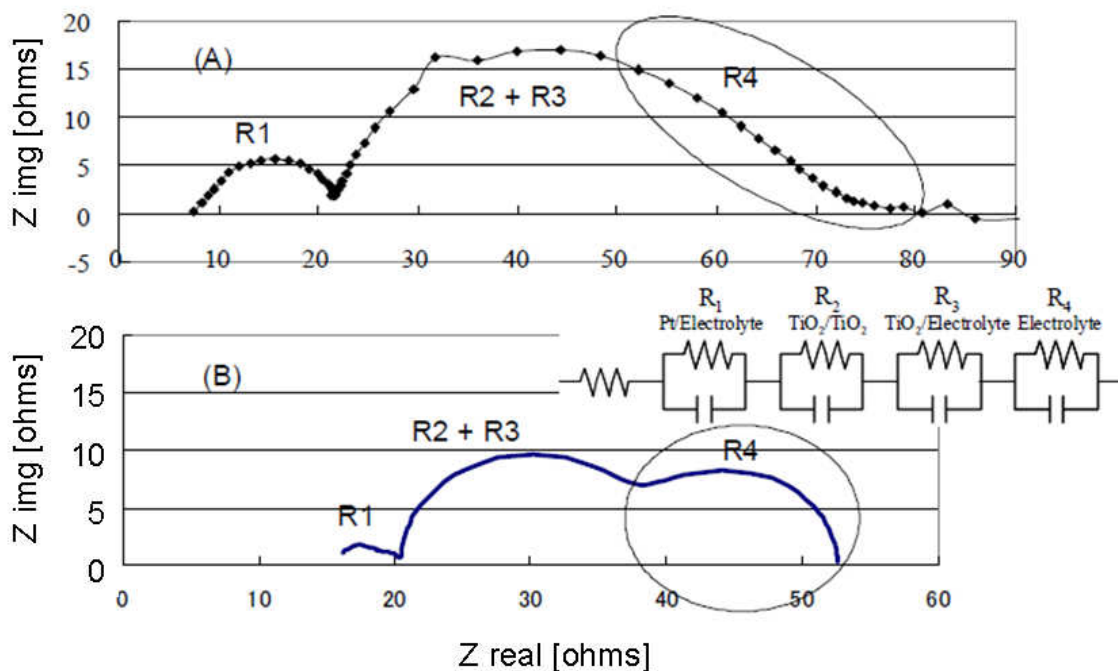 Z img [ohms]
20
15
10
5
0
-5
(A)
R1
R2 + R3
R4
0 10 20 30 40 50 60 70 80 90
R₁ R₂ R₃ R₄
Pt/Electrolyte TiO₂/TiO₂ TiO₂/Electrolyte Electrolyte
Z img [ohms]
20
15
10
5
0
(B)
R1
R2 + R3
R4
0 10 20 30 40 50 60
Z real [ohms]